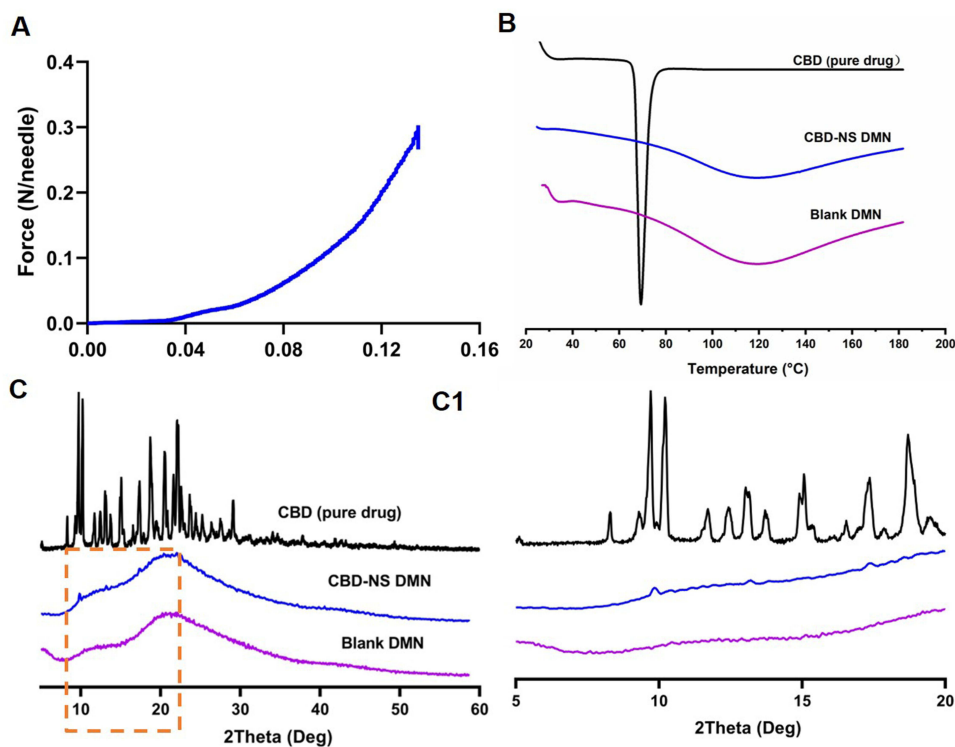 A
Force (N/needle)
0.4
0.3
0.2
0.1
0.0
0.00 0.04 0.08 0.12 0.16
B
CBD (pure drug）
CBD-NS DMN
Blank DMN
20 40 60 80 100 120 140 160 180 200
Temperature (°C)
C
CBD (pure drug)
CBD-NS DMN
Blank DMN
10 20 30 40 50 60
2Theta (Deg)
C1
5 10 15 20
2Theta (Deg)